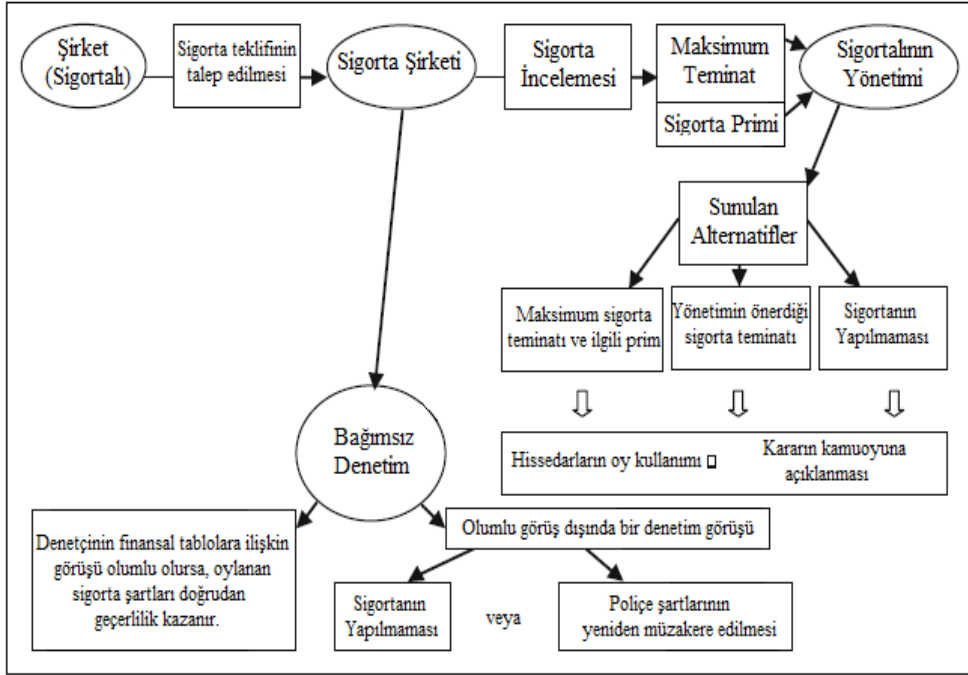 Şirket
(Sigortalı)
Sigorta teklifinin
talep edilmesi
Sigorta Şirketi
Sigorta
İncelemesi
Maksimum
Teminat
Sigorta Primi
Sigortalının
Yönetimi
Sunulan
Alternatifler
Maksimum sigorta
teminatı ve ilgili prim
Yönetimin önerdiği
sigorta teminatı
Sigortanın
Yapılmaması
Hissedarların oy kullanımı
Kararın kamuoyuna
açıklanması
Bağımsız
Denetim
Denetçinin finansal tablolara ilişkin
görüşü olumlu olursa, oylanan
sigorta şartları doğrudan
geçerlilik kazanır.
Olumlu görüş dışında bir denetim görüşü
Sigortanın
Yapılmaması
veya
Poliçe şartlarının
yeniden müzakere edilmesi